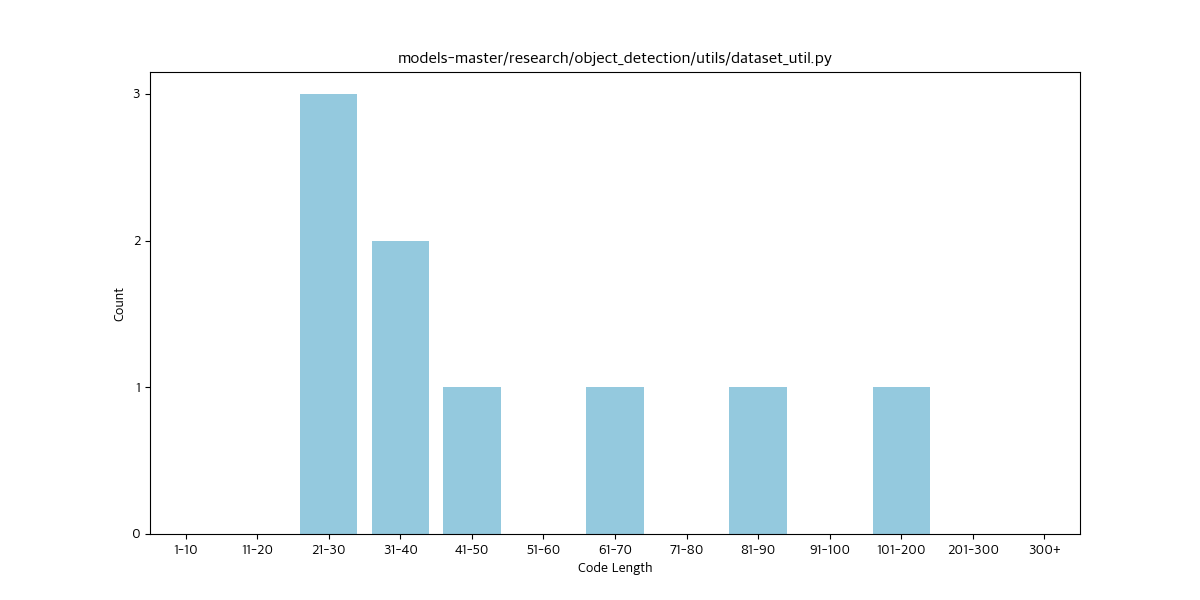 models-master/research/object_detection/utils/dataset_util.py
3
2
1
0
Count
1-10 11-20 21-30 31-40 41-50 51-60 61-70 71-80 81-90 91-100 101-200 201-300 300+
Code Length